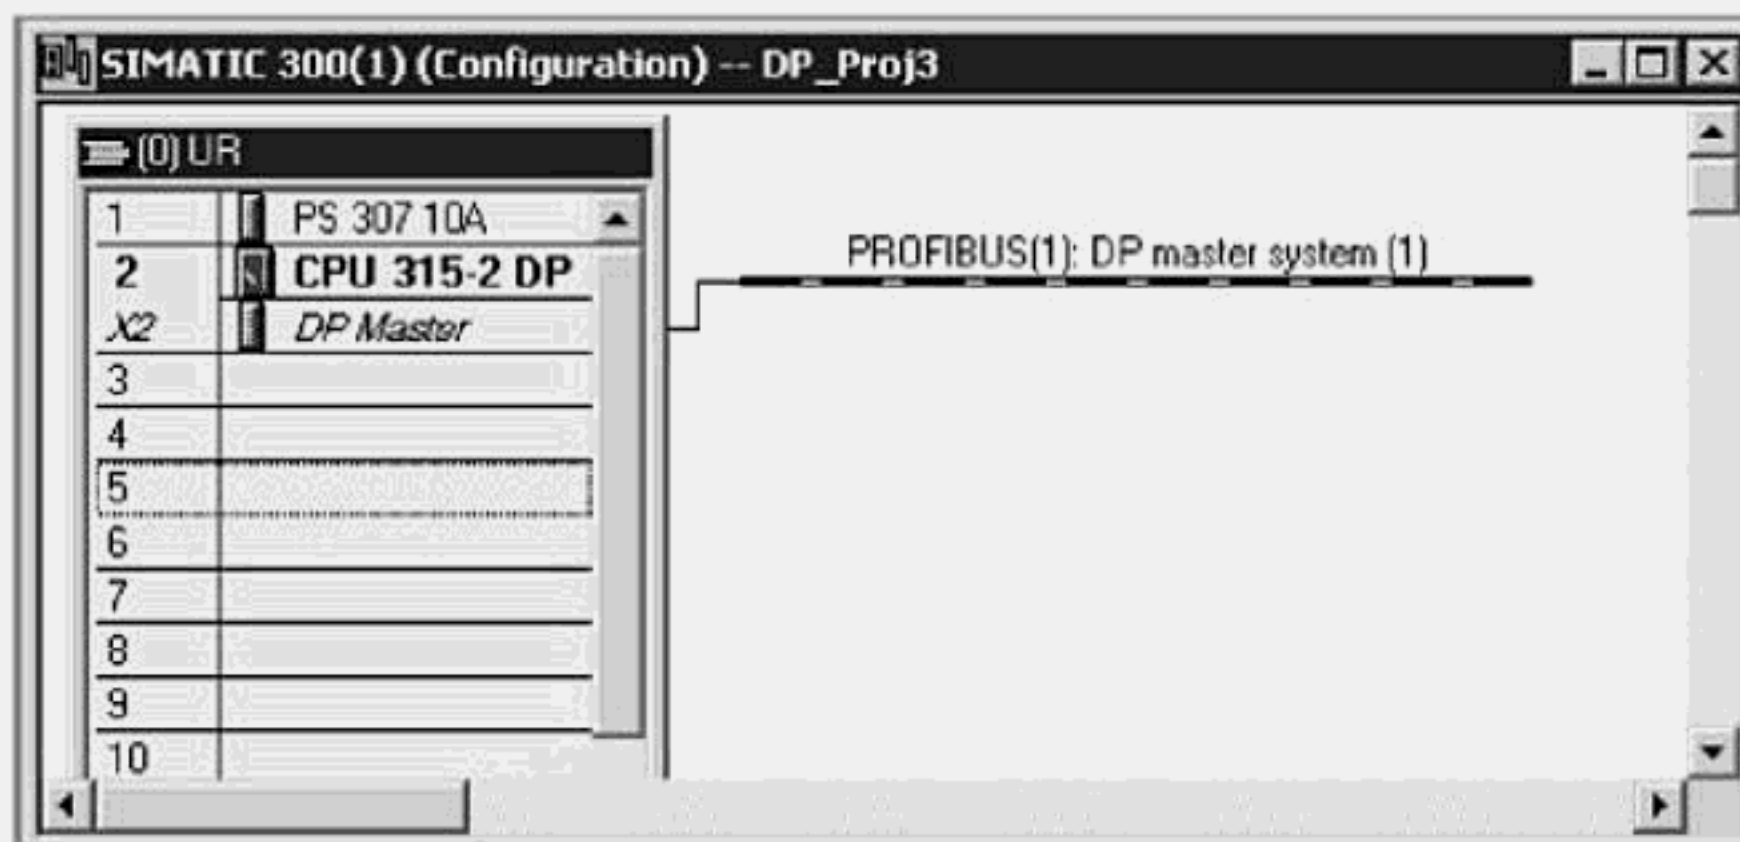 SIMATIC 300(1) (Configuration) -- DP_Proj3
(0) UR
1 PS 307 10A
2 CPU 315-2 DP
X2 DP Master
3
4
5
6
7
8
9
10
PROFIBUS(1): DP master system (1)